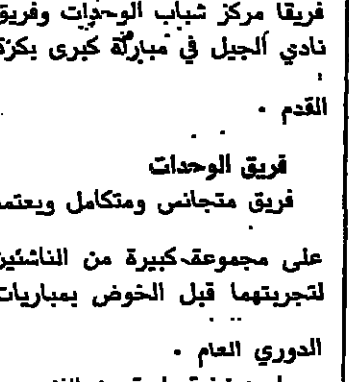 فريقا مركز شباب الوحدات وفريق
نادي الجيل في مباراة كبرى بكرة
القدم .
فريق الوحدات
فريق متجانس ومتكامل ويعتمد
على مجموعة كبيرة من الناشئين
لتجربتهما قبل الخوض بمباريات
الدوري العام .